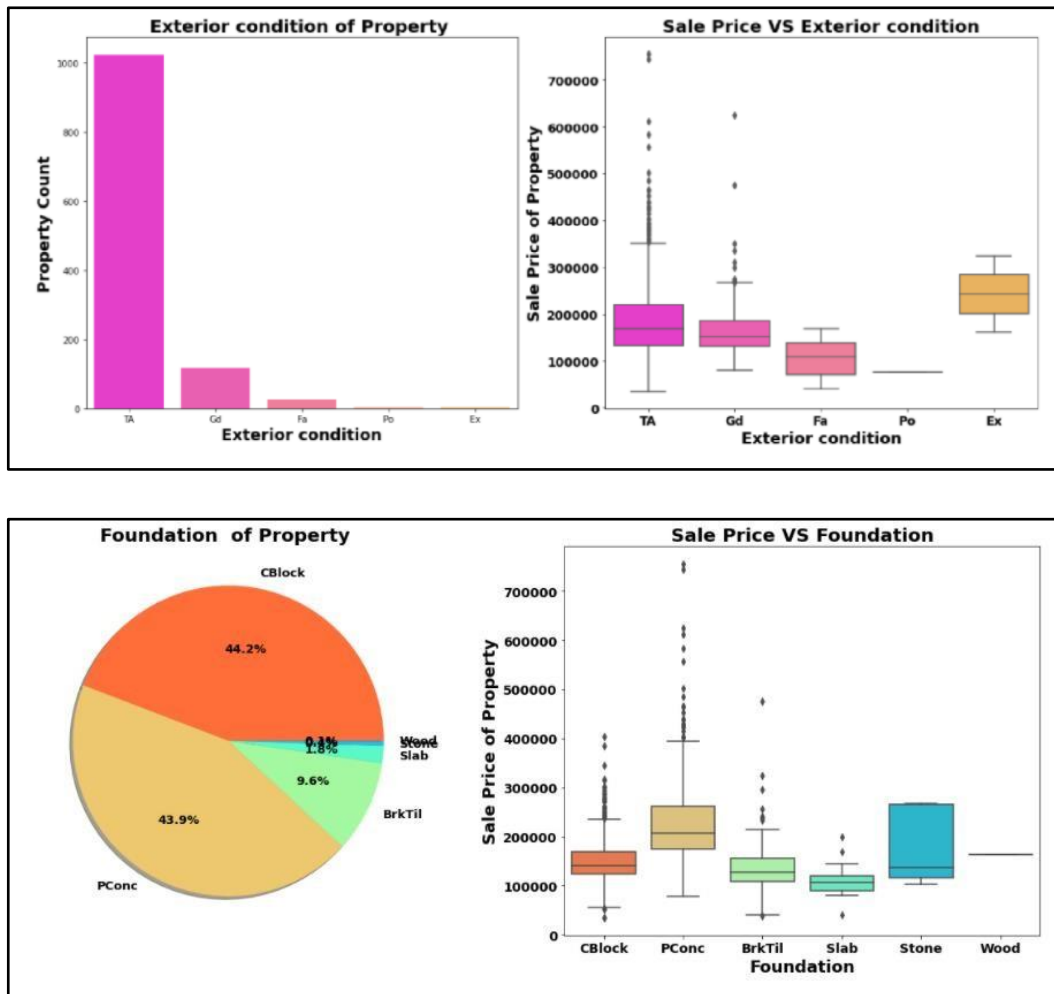 Exterior condition of Property
Property Count
1000
800
600
400
200
0
TA Gd Fa Po Ex
Exterior condition
Sale Price VS Exterior condition
Sale Price of Property
700000
600000
500000
400000
300000
200000
100000
0
TA Gd Fa Po Ex
Exterior condition
Foundation of Property
CBlock
44.2%
Wood
Stone
1.8%
Slab
9.6%
BrkTil
43.9%
PConc
Sale Price VS Foundation
Sale Price of Property
700000
600000
500000
400000
300000
200000
100000
0
CBlock PConc BrkTil Slab Stone Wood
Foundation